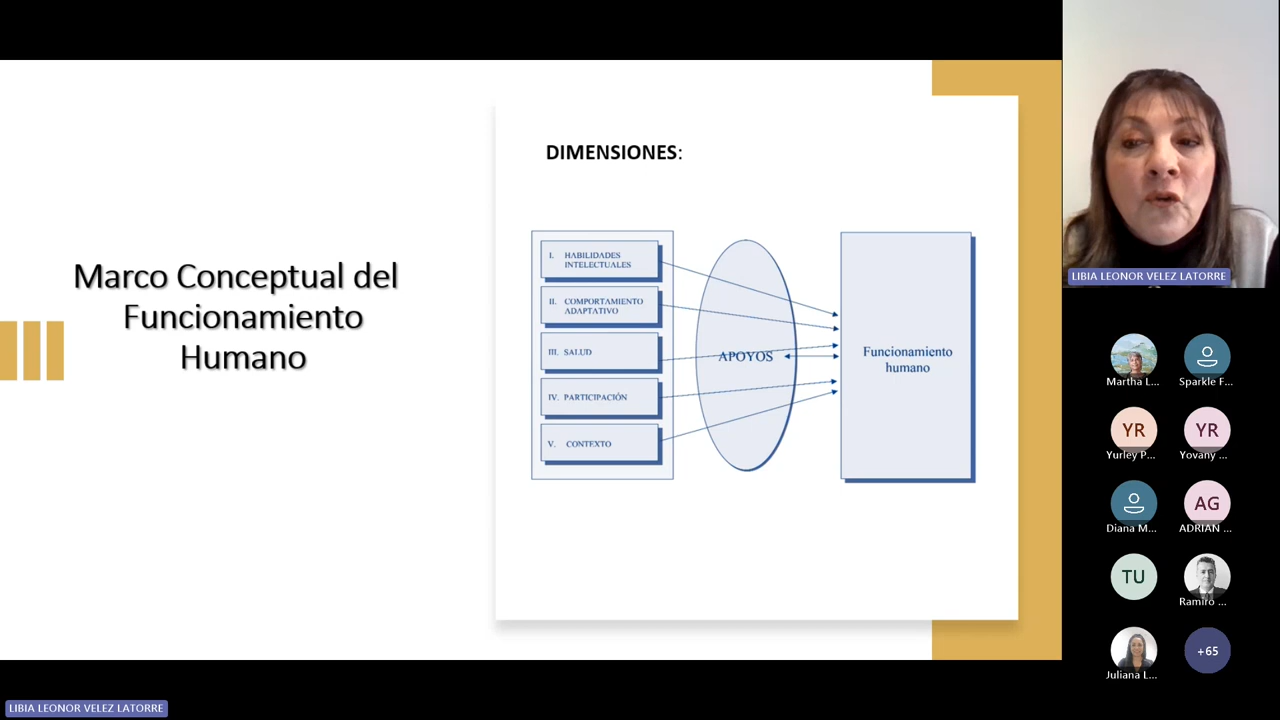 Marco Conceptual del
Funcionamiento
Humano
DIMENSIONES:
I. HABILIDADES
INTELECTUALES
II. COMPORTAMIENTO
ADAPTATIVO
III. SALUD
IV. PARTICIPACIÓN
V. CONTEXTO
APOYOS
Funcionamiento
humano
LIBIA LEONOR VELEZ LATORRE
Martha L...
Sparkle F...
YR
YR
Yurley P...
Yovany ...
AG
Diana M...
ADRIAN ...
TU
Ramiro ...
Juliana L...
+65
LIBIA LEONOR VELEZ LATORRE